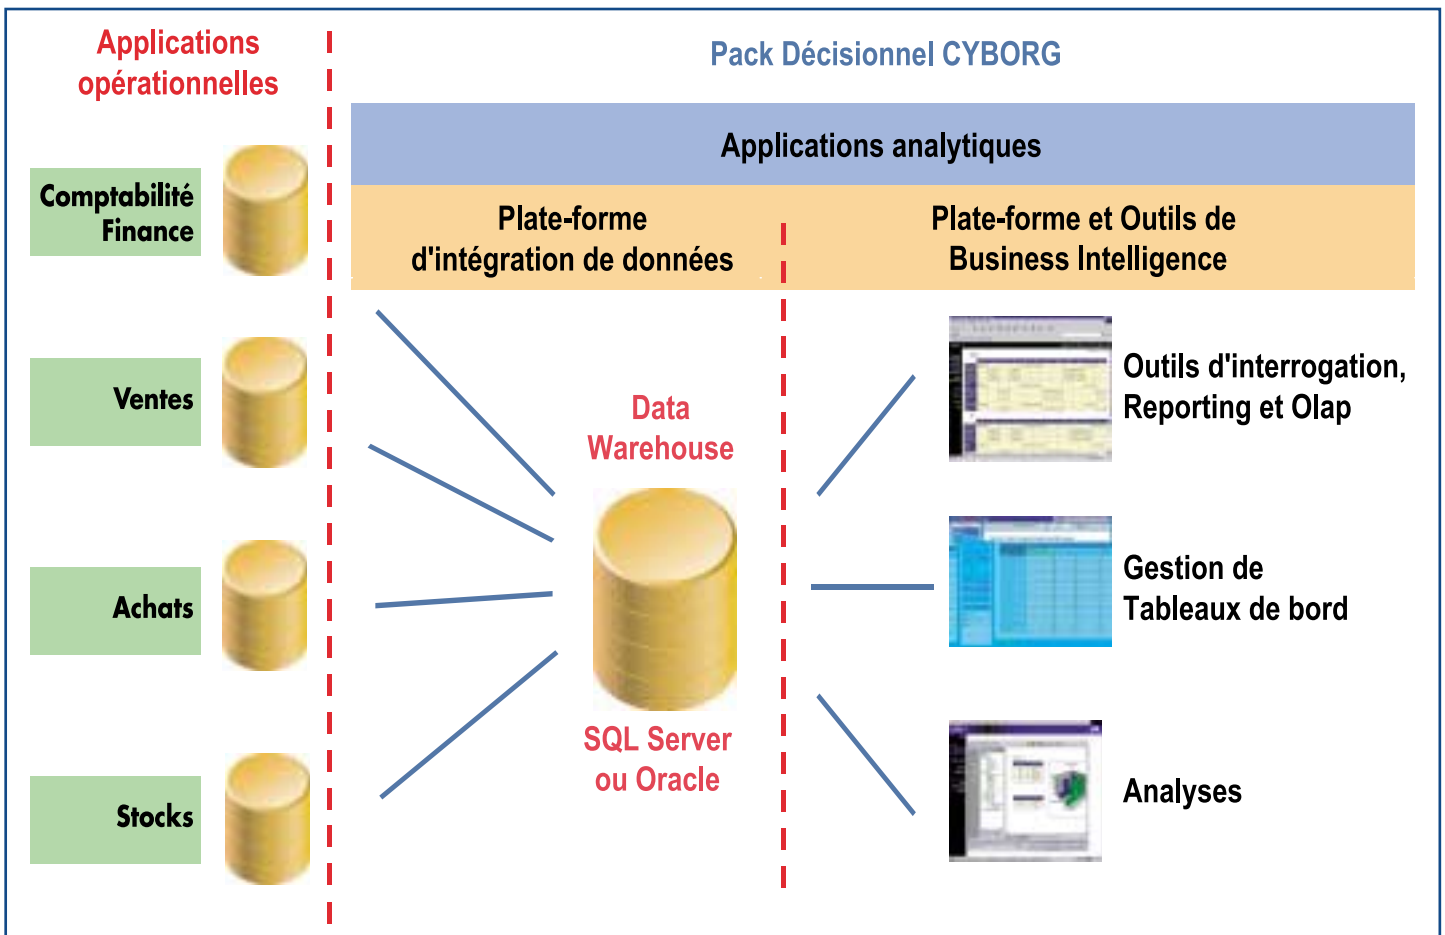 Applications
opérationnelles
Pack Décisionnel CYBORG
Applications analytiques
Plate-forme
d'intégration de données
Plate-forme et Outils de
Business Intelligence
Comptabilité
Finance
Ventes
Achats
Stocks
Data
Warehouse
SQL Server
ou Oracle
Outils d'interrogation,
Reporting et Olap
Gestion de
Tableaux de bord
Analyses